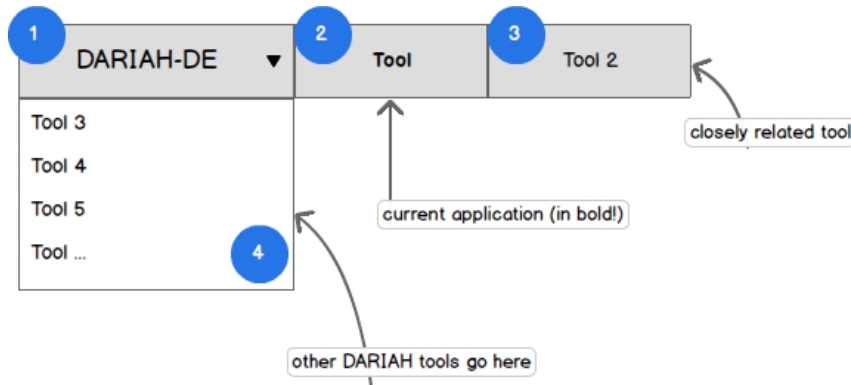 1
DARIAH-DE
2
Tool
3
Tool 2
Tool 3
Tool 4
Tool 5
Tool ...
4
closely related tool
current application (in bold!)
other DARIAH tools go here